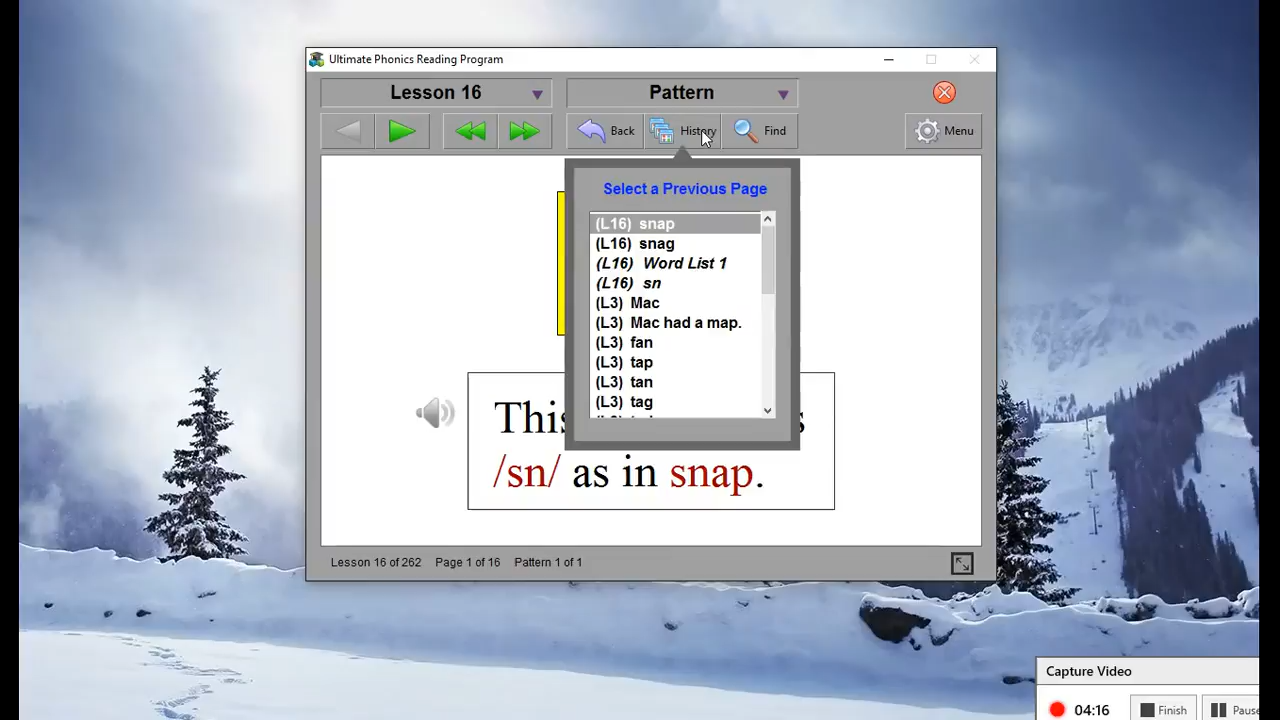 Ultimate Phonics Reading Program
Lesson 16
Pattern
Back
History
Find
Menu
Select a Previous Page
(L16) snap
(L16) snag
(L16) Word List 1
(L16) sn
(L3) Mac
(L3) Mac had a map.
(L3) fan
(L3) tap
(L3) tan
(L3) tag
This
s
/sn/ as in snap.
Lesson 16 of 262 Page 1 of 16 Pattern 1 of 1
Capture Video
04:16
Finish
Pause